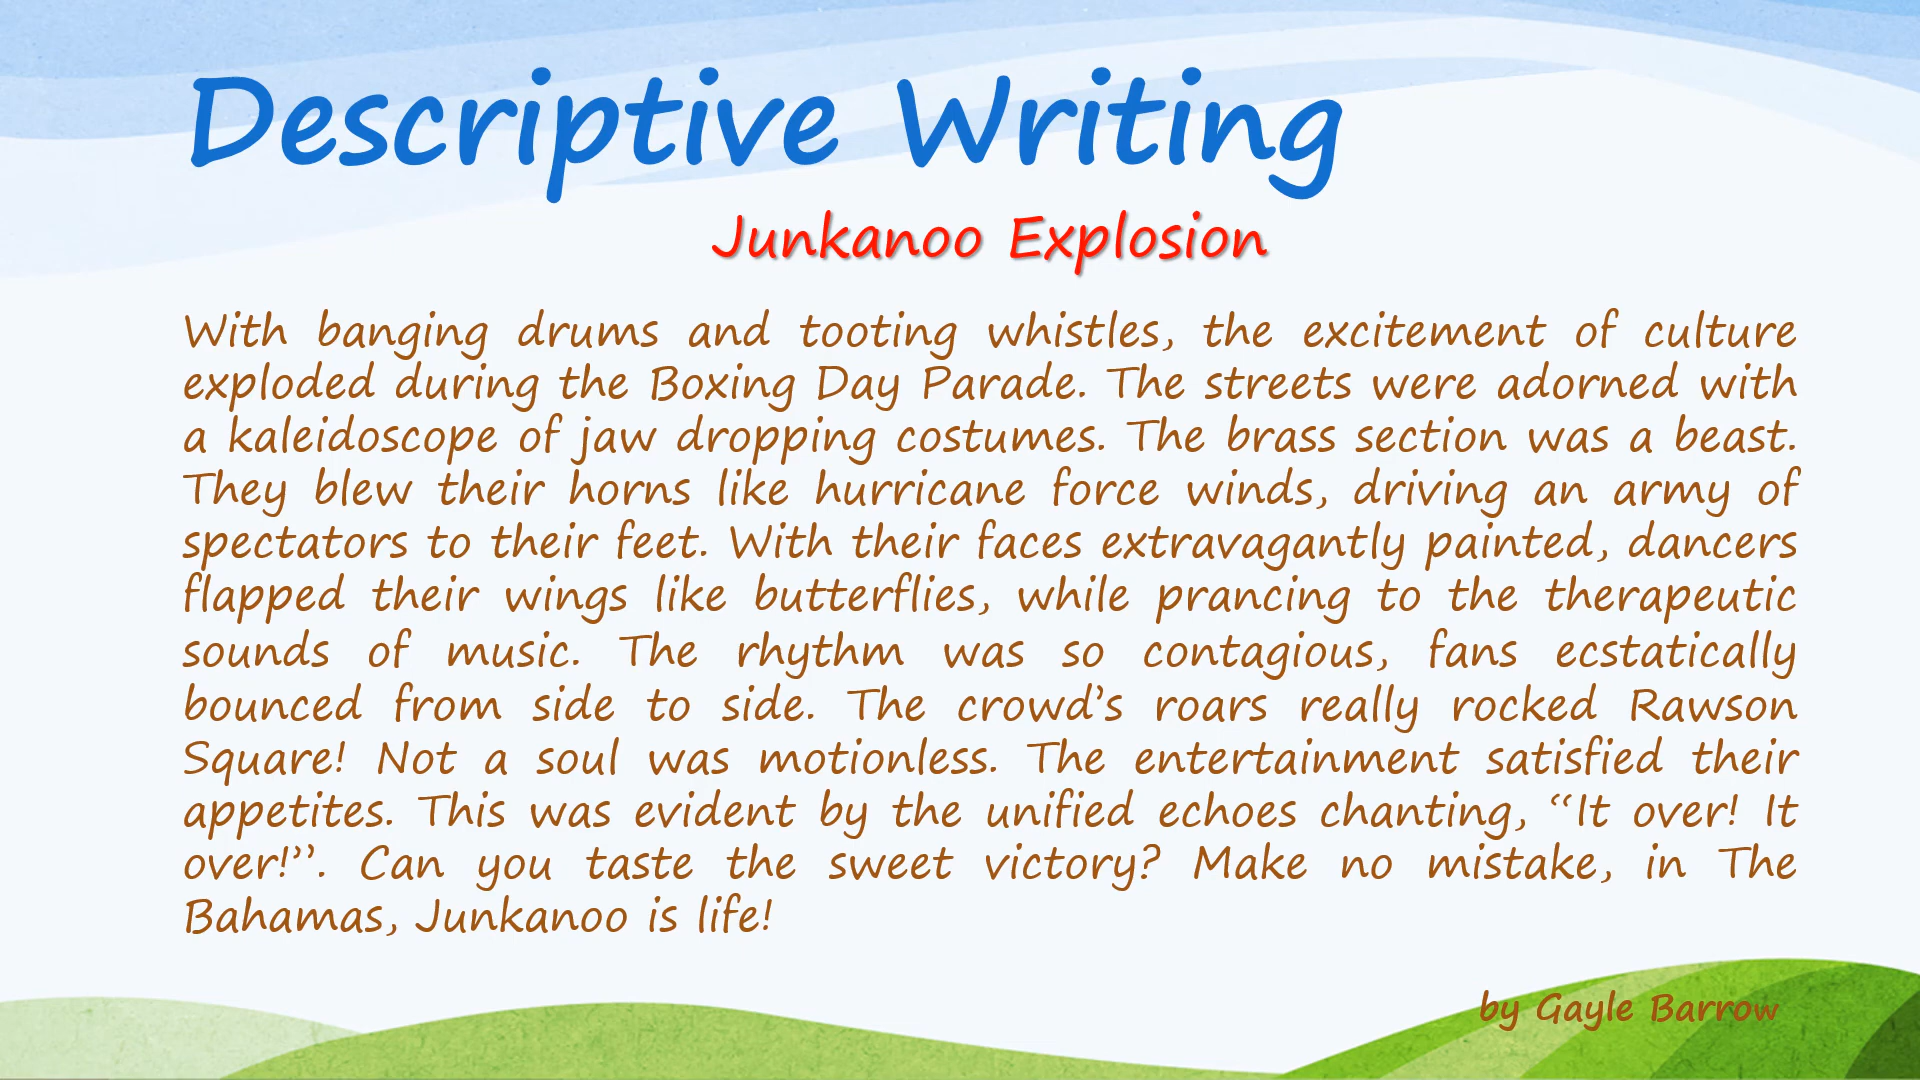 Descriptive Writing
Junkanoo Explosion
With banging drums and tooting whistles, the excitement of culture
exploded during the Boxing Day Parade. The streets were adorned with
a kaleidoscope of jaw dropping costumes. The brass section was a beast.
They blew their horns like hurricane force winds, driving an army of
spectators to their feet. With their faces extravagantly painted, dancers
flapped their wings like butterflies, while prancing to the therapeutic
sounds of music. The rhythm was so contagious, fans ecstatically
bounced from side to side. The crowd’s roars really rocked Rawson
Square! Not a soul was motionless. The entertainment satisfied their
appetites. This was evident by the unified echoes chanting, “It over! It
over!”. Can you taste the sweet victory? Make no mistake, in The
Bahamas, Junkanoo is life!
by Gayle Barrow